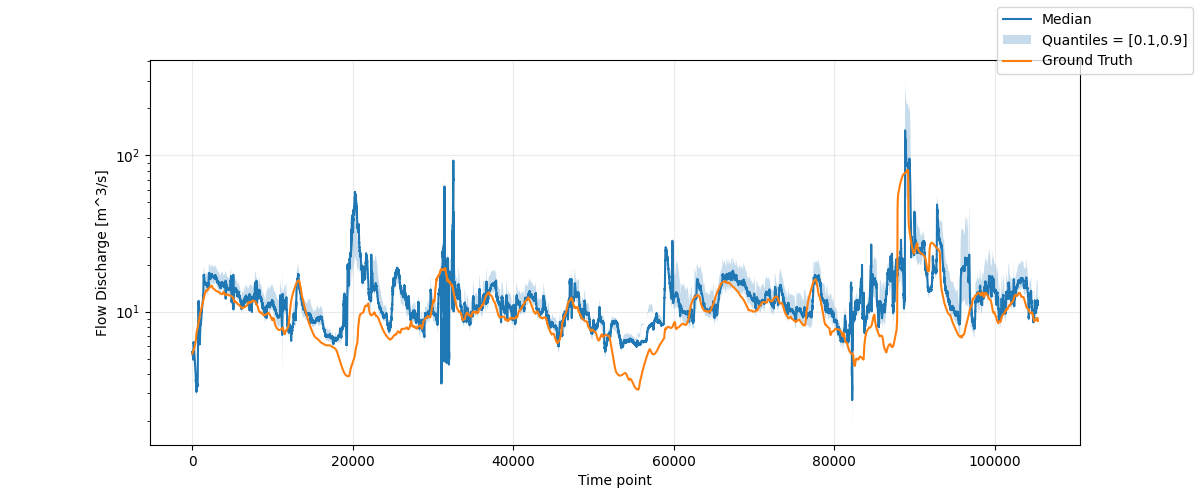 Median
Quantiles = [0.1,0.9]
Ground Truth
Flow Discharge [m^3/s]
10²
10¹
0 20000 40000 60000 80000 100000
Time point